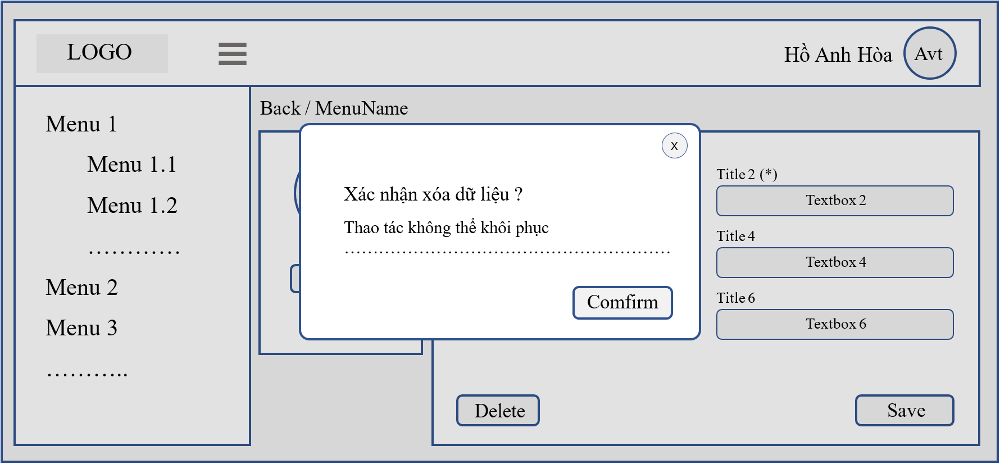 LOGO
Hồ Anh Hòa
Avt
Menu 1
Menu 1.1
Menu 1.2
…………
Menu 2
Menu 3
………..
Back / MenuName
x
Xác nhận xóa dữ liệu ?
Thao tác không thể khôi phục
…………………………………………………
Comfirm
Title 2 (*)
Textbox 2
Title 4
Textbox 4
Title 6
Textbox 6
Delete
Save